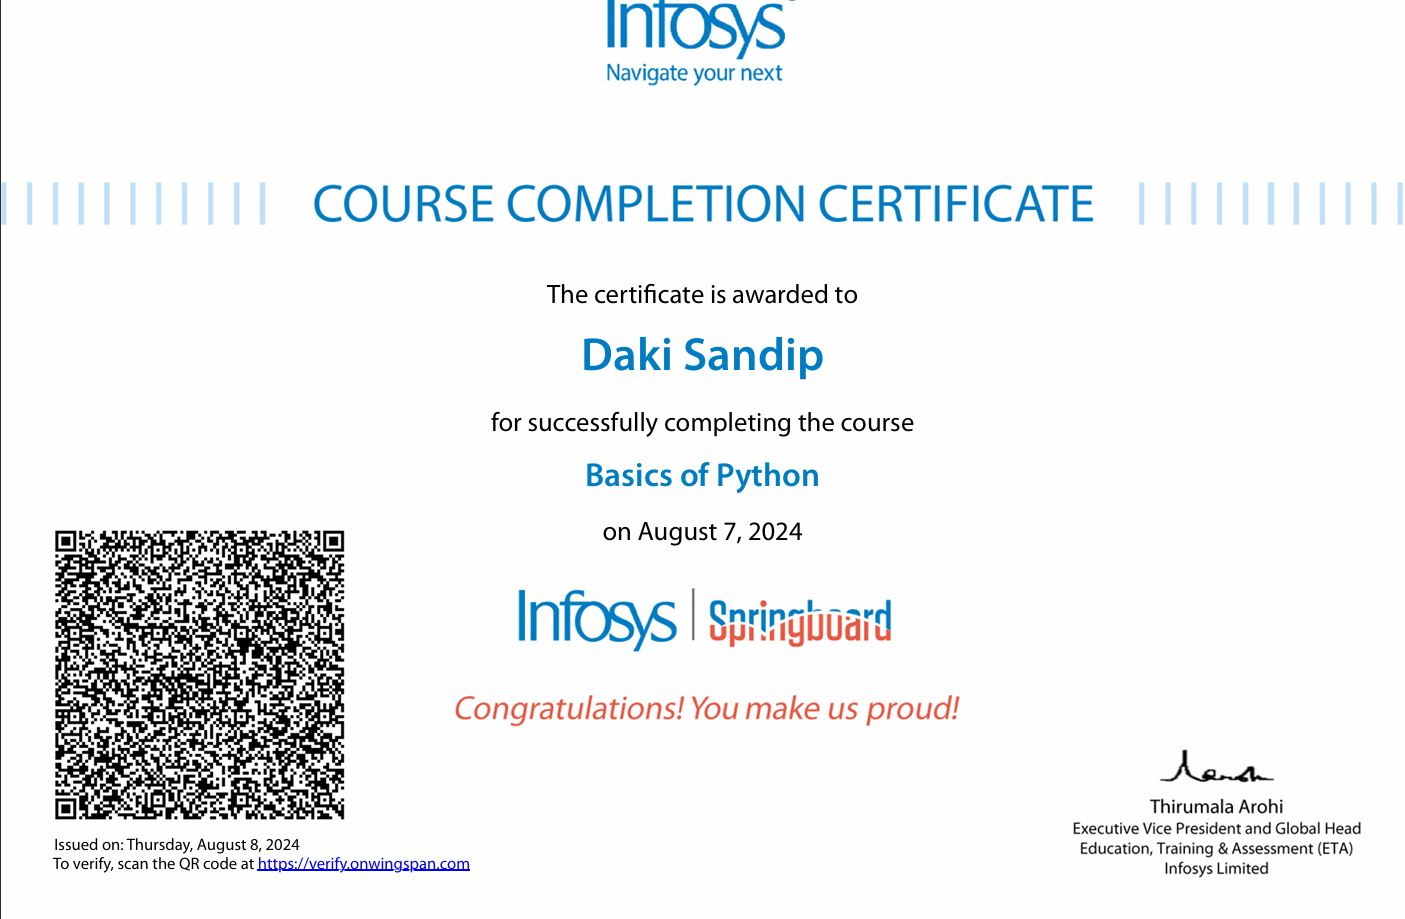 Infosys
Navigate your next
COURSE COMPLETION CERTIFICATE
The certificate is awarded to
Daki Sandip
for successfully completing the course
Basics of Python
on August 7, 2024
Infosys | Springboard
Congratulations! You make us proud!
Issued on: Thursday, August 8, 2024
To verify, scan the QR code at https://verify.onwingspan.com
Thirumala Arohi
Executive Vice President and Global Head
Education, Training & Assessment (ETA)
Infosys Limited